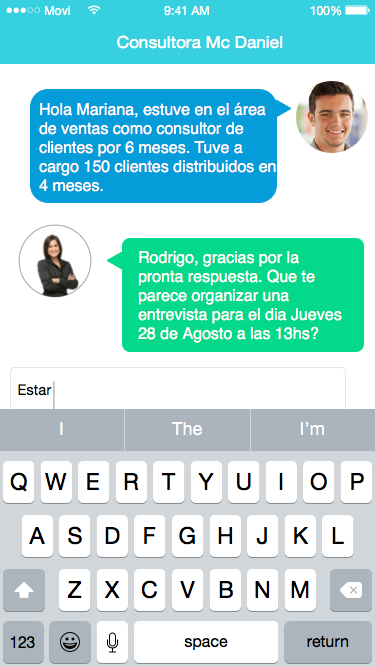 Movi 9:41 AM 100%
Consultora Mc Daniel
Hola Mariana, estuve en el área
de ventas como consultor de
clientes por 6 meses. Tuve a
cargo 150 clientes distribuidos en
4 meses.
Rodrigo, gracias por la
pronta respuesta. Que te
parece organizar una
entrevista para el dia Jueves
28 de Agosto a las 13hs?
Estar
I The I'm
Q W E R T Y U I O P
A S D F G H J K L
Z X C V B N M
123 space return